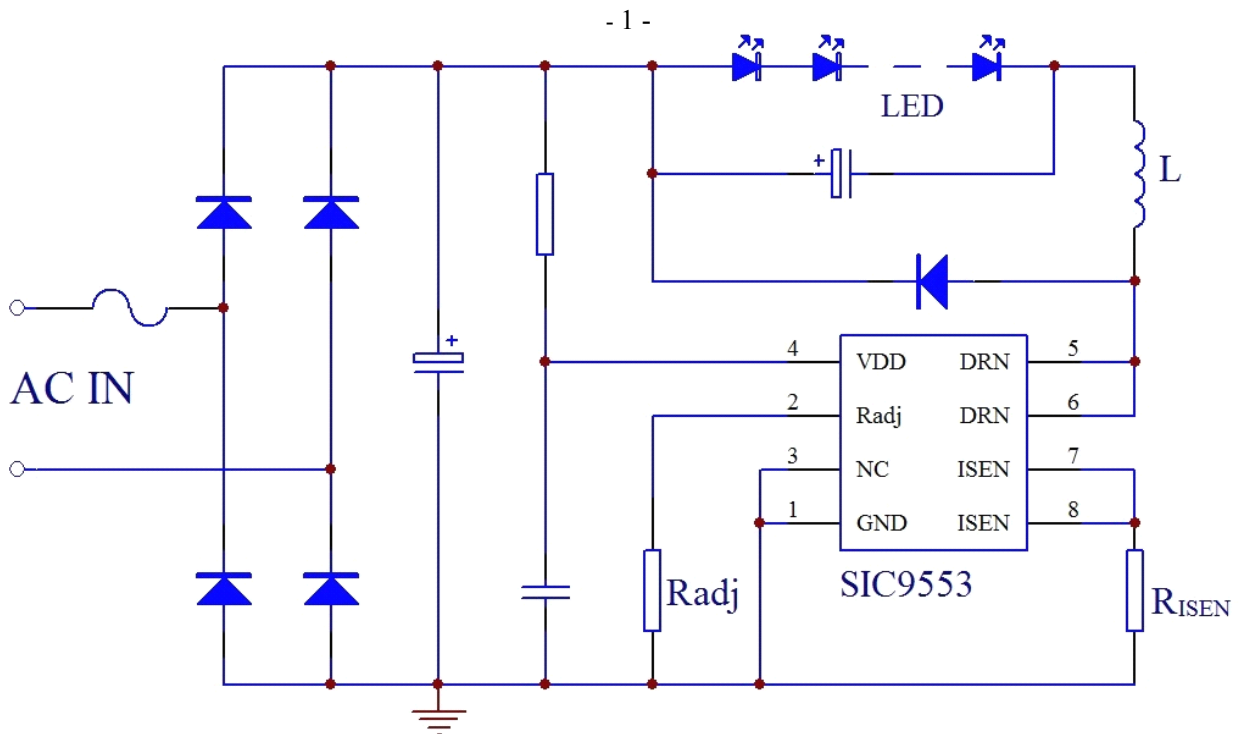 - 1 -
LED
+
L
+
AC IN
4 VDD DRN 5
2 Radj DRN 6
3 NC ISEN 7
1 GND ISEN 8
Radj
SIC9553
RISEN